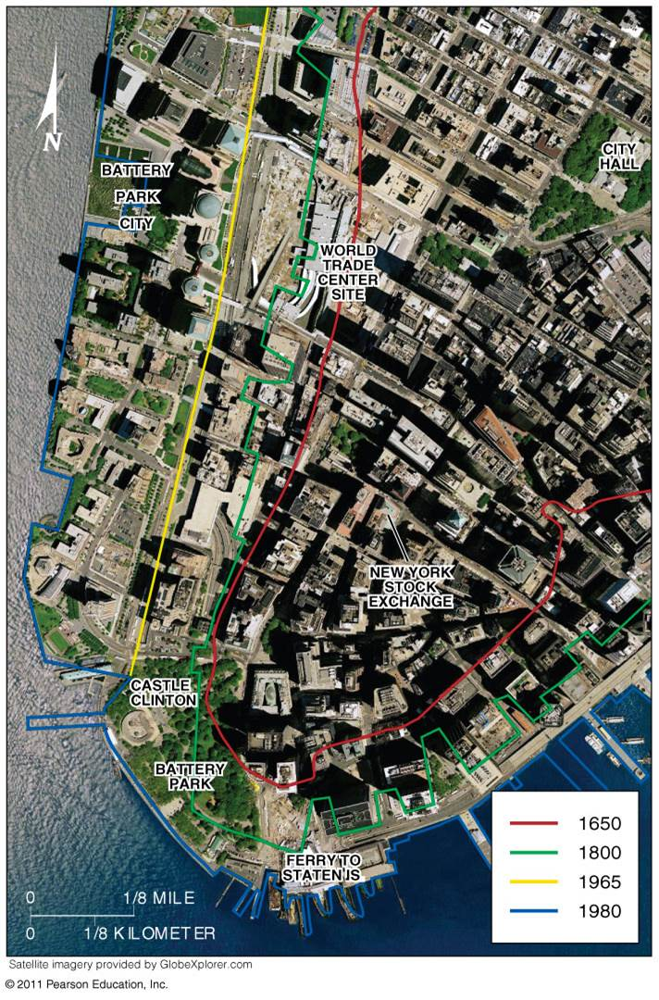 N
CITY
HALL
BATTERY
PARK
CITY
WORLD
TRADE
CENTER
SITE
NEW YORK
STOCK
EXCHANGE
CASTLE
CLINTON
BATTERY
PARK
FERRY TO
STATEN IS
1650
1800
1965
1980
0 1/8 MILE
0 1/8 KILOMETER
Satellite imagery provided by GlobeXplorer.com
© 2011 Pearson Education, Inc.